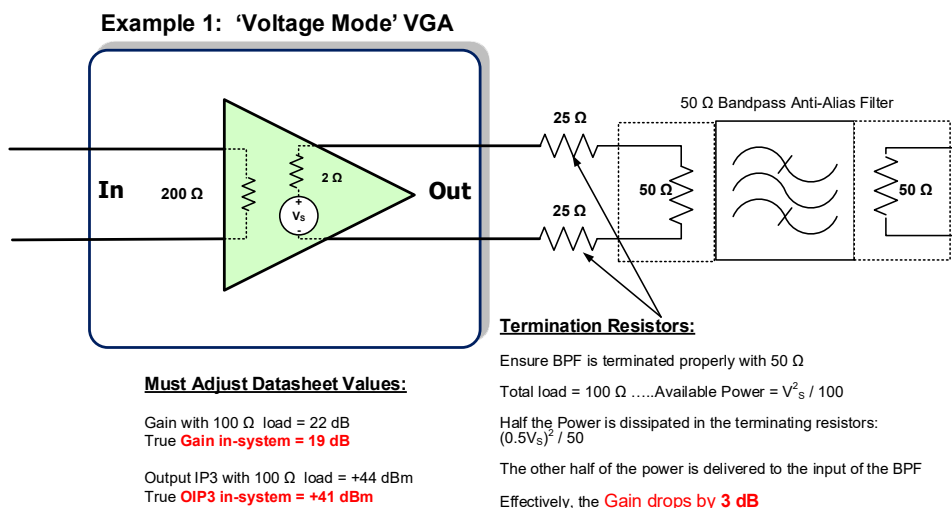 Example 1: ‘Voltage Mode’ VGA
50 Ω Bandpass Anti-Alias Filter
25 Ω
In
200 Ω
2 Ω
+
Vs
-
Out
50 Ω
50 Ω
25 Ω
Termination Resistors:
Ensure BPF is terminated properly with 50 Ω
Total load = 100 Ω …..Available Power = V²s / 100
Half the Power is dissipated in the terminating resistors:
(0.5Vs)² / 50
The other half of the power is delivered to the input of the BPF
Effectively, the Gain drops by 3 dB
Must Adjust Datasheet Values:
Gain with 100 Ω load = 22 dB
True Gain in-system = 19 dB
Output IP3 with 100 Ω load = +44 dBm
True OIP3 in-system = +41 dBm